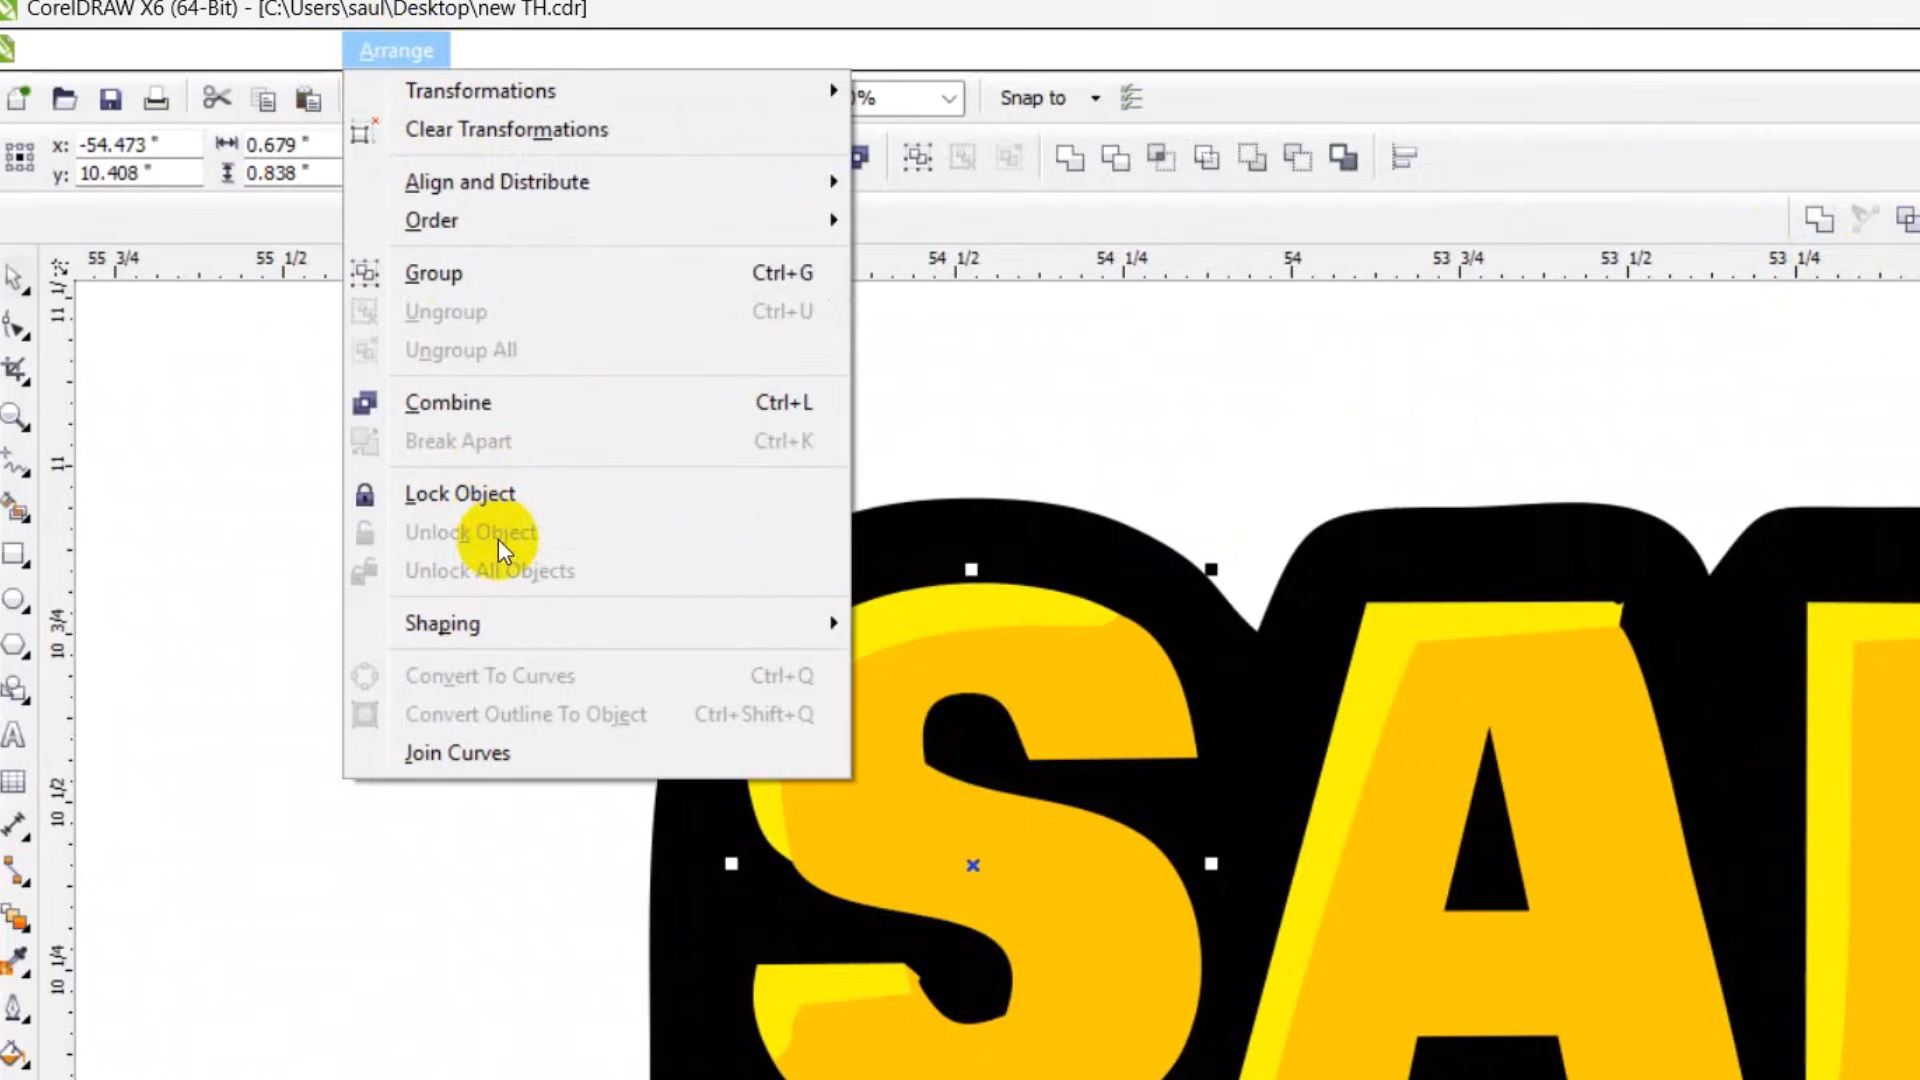 CorelDRAW X6 (64-Bit) - [C:\Users\saul\Desktop\new TH.cdr]
Arrange
Transformations
0% Snap to
Clear Transformations
x: -54.473 " 0.679 "
y: 10.408 " 0.838 "
Align and Distribute
Order
55 3/4 55 1/2 54 1/2 54 1/4 54 53 3/4 53 1/2 53 1/4
Group Ctrl+G
Ungroup Ctrl+U
Ungroup All
Combine Ctrl+L
Break Apart Ctrl+K
11
Lock Object
Unlock Object
Unlock All Objects
Shaping
10 3/4
Convert To Curves Ctrl+Q
Convert Outline To Object Ctrl+Shift+Q
Join Curves
10 1/2
10 1/4
SA